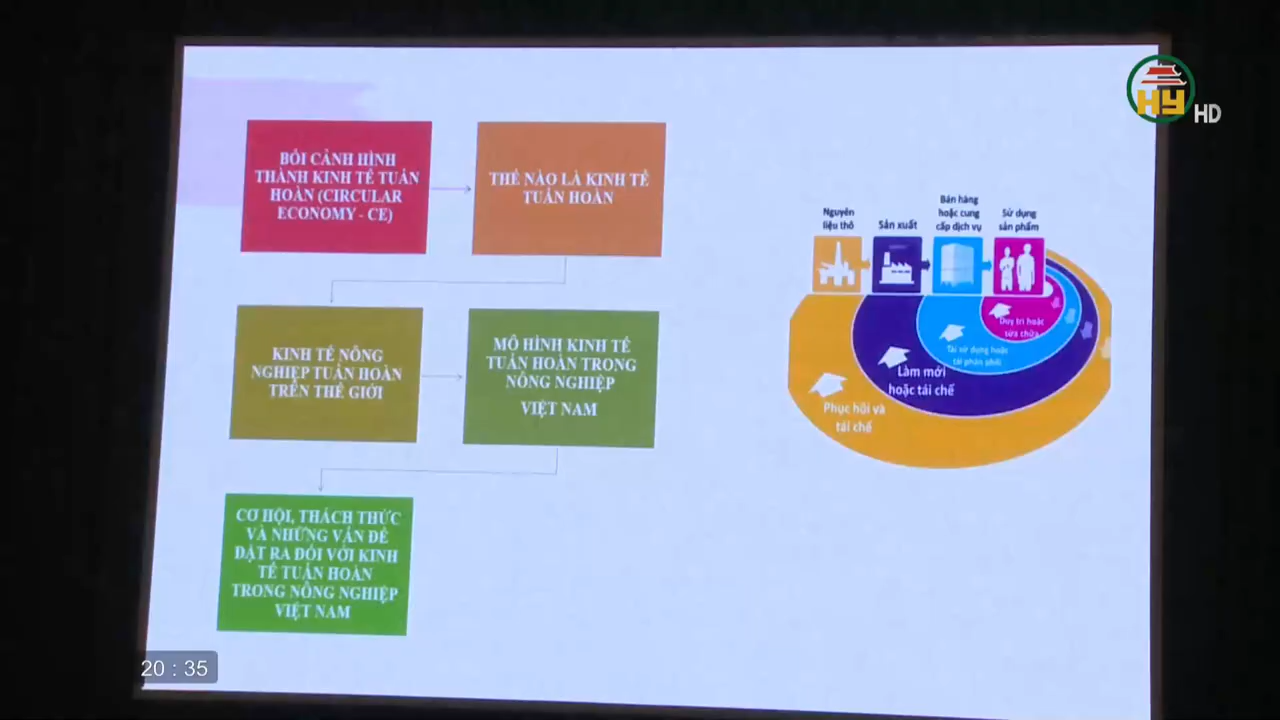 HY HD
BỐI CẢNH HÌNH
THÀNH KINH TẾ TUẦN
HOÀN (CIRCULAR
ECONOMY - CE)
THẾ NÀO LÀ KINH TẾ
TUẦN HOÀN
KINH TẾ NÔNG
NGHIỆP TUẦN HOÀN
TRÊN THẾ GIỚI
MÔ HÌNH KINH TẾ
TUẦN HOÀN TRONG
NÔNG NGHIỆP
VIỆT NAM
CƠ HỘI, THÁCH THỨC
VÀ NHỮNG VẤN ĐỀ
ĐẶT RA ĐỐI VỚI KINH
TẾ TUẦN HOÀN
TRONG NÔNG NGHIỆP
VIỆT NAM
Nguyên
liệu thô
Sản xuất
Bán hàng
hoặc cung
cấp dịch vụ
Sử dụng
sản phẩm
Duy trì hoặc
sửa chữa
Tái sử dụng hoặc
tái phân phối
Làm mới
hoặc tái chế
Phục hồi và
tái chế
20 : 35